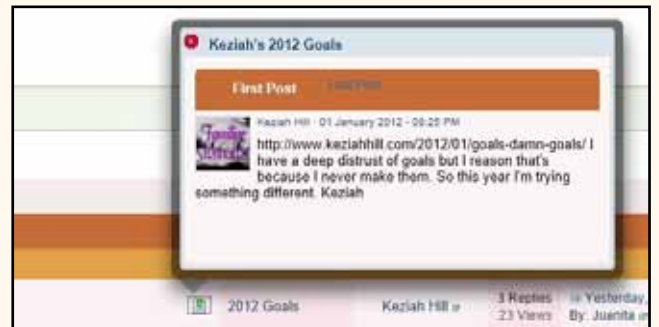 Keziah's 2012 Goals
First Post Last Post
Keziah Hill : 01 January 2012 - 09:25 PM
http://www.keziahhill.com/2012/01/goals-damn-goals/ I
have a deep distrust of goals but I reason that's
because I never make them. So this year I'm trying
something different. Keziah
2012 Goals Keziah Hill 3 Replies Yesterday,
23 Views By: Juanita